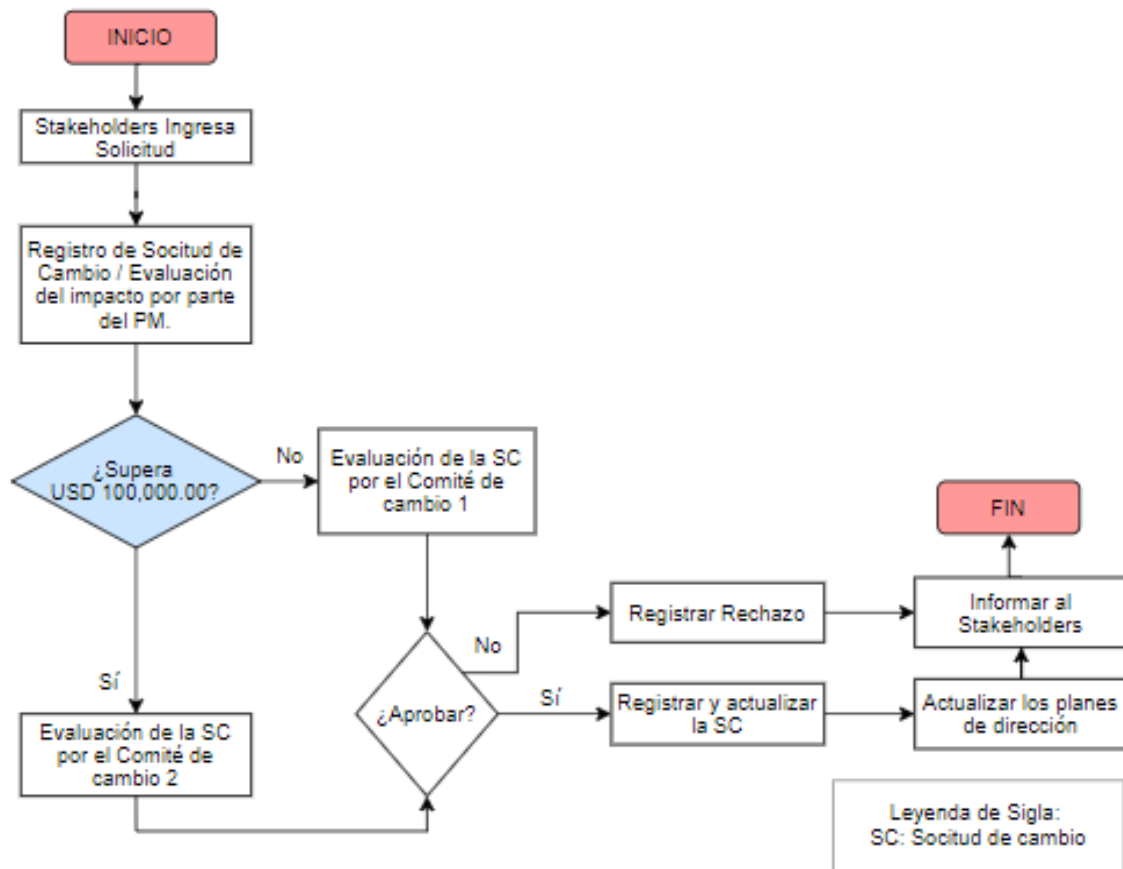 INICIO
Stakeholders Ingresa
Solicitud
Registro de Socitud de
Cambio / Evaluación
del impacto por parte
del PM.
¿Supera
USD 100,000.00?
No
Evaluación de la SC
por el Comité de
cambio 1
Sí
Evaluación de la SC
por el Comité de
cambio 2
¿Aprobar?
No
Registrar Rechazo
Sí
Registrar y actualizar
la SC
Actualizar los planes
de dirección
Informar al
Stakeholders
FIN
Leyenda de Sigla:
SC: Socitud de cambio